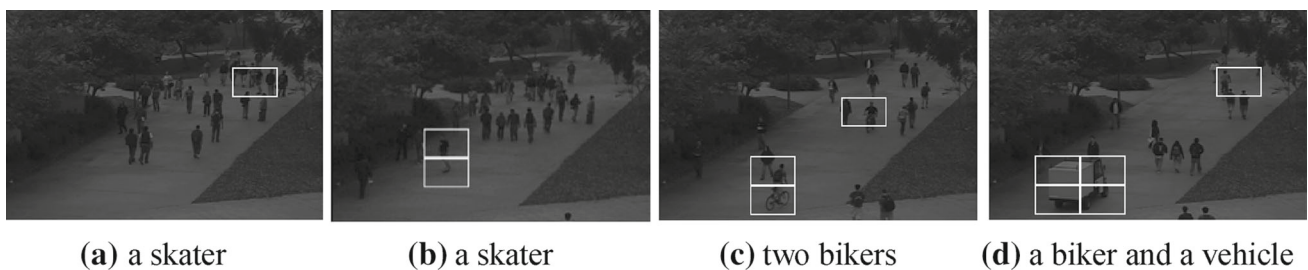 (a) a skater (b) a skater (c) two bikers (d) a biker and a vehicle